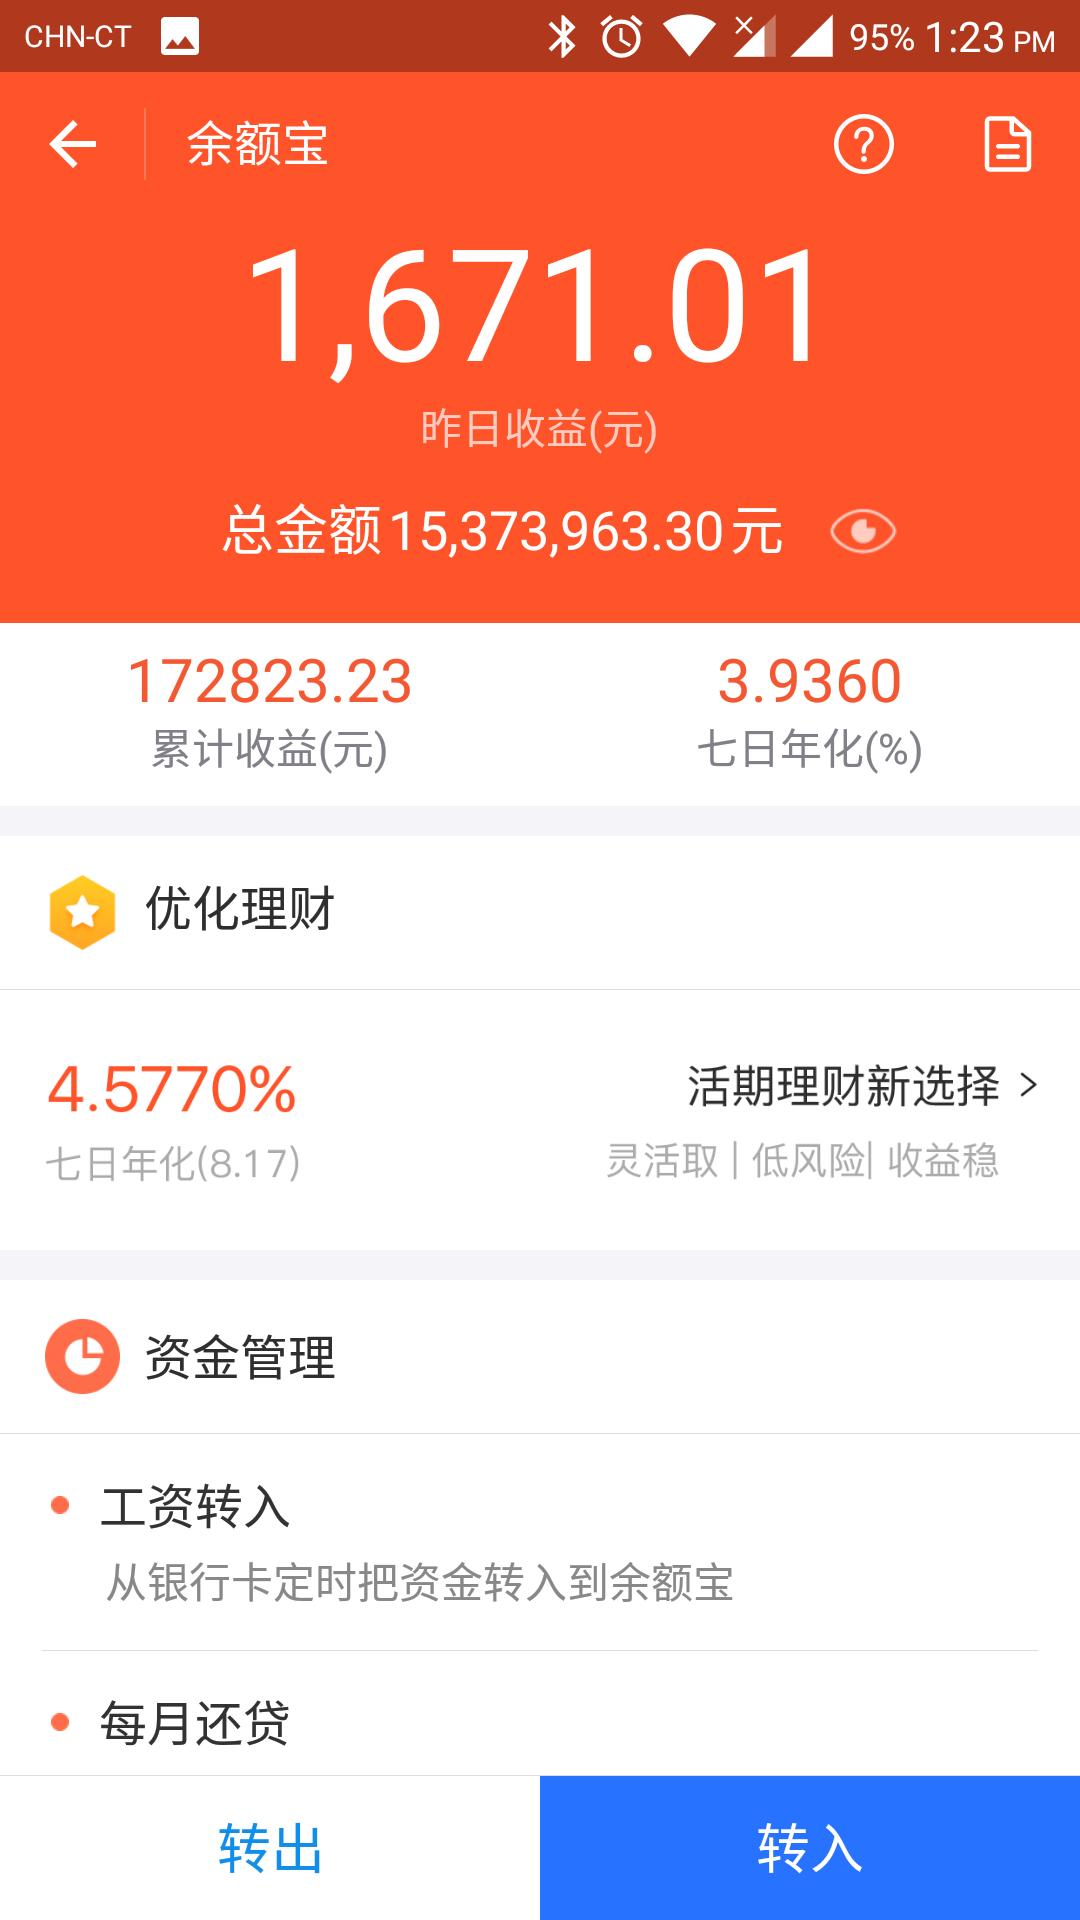 CHN-CT 95% 1:23 PM
余额宝
1,671.01
昨日收益(元)
总金额15,373,963.30元
172823.23 3.9360
累计收益(元) 七日年化(%)
优化理财
4.5770% 活期理财新选择 >
七日年化(8.17) 灵活取 | 低风险| 收益稳
资金管理
工资转入
从银行卡定时把资金转入到余额宝
每月还贷
转出 转入